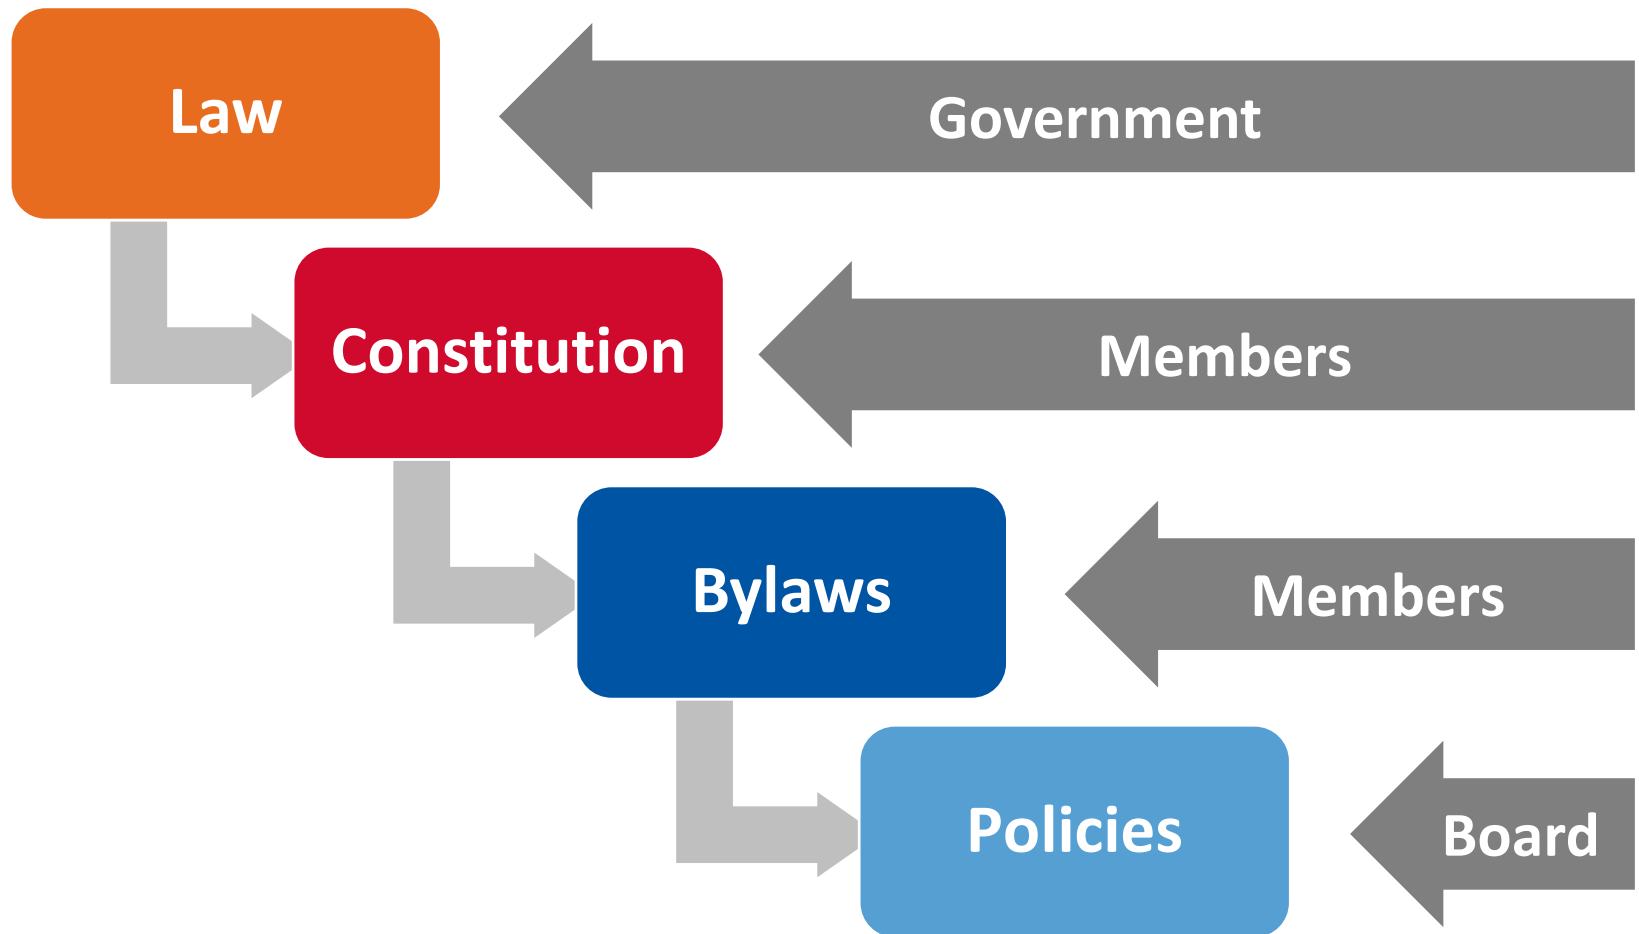 Law
Government
Constitution
Members
Bylaws
Members
Policies
Board